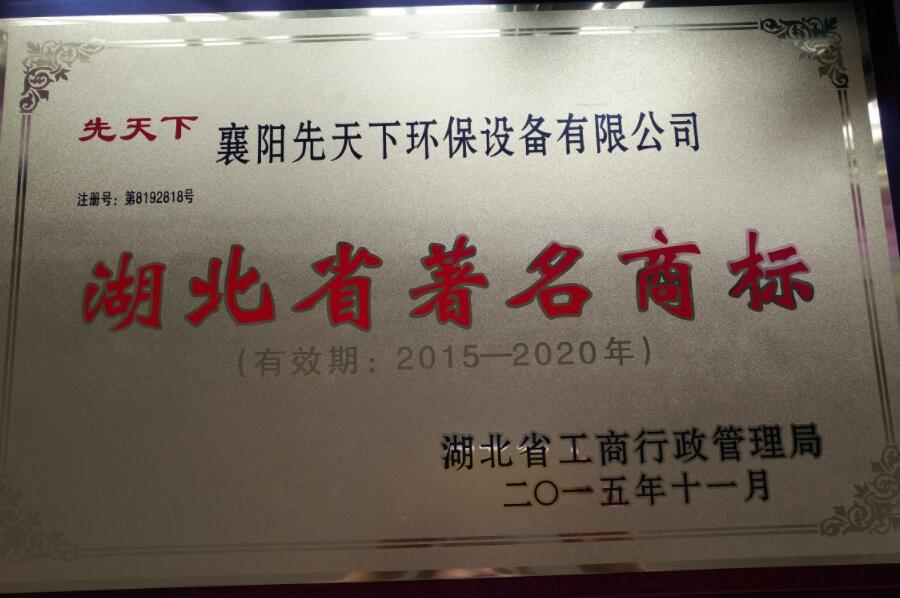 先天下 襄阳先天下环保设备有限公司
注册号：第8192818号
湖北省著名商标
（有效期：2015—2020年）
湖北省工商行政管理局
二〇一五年十一月